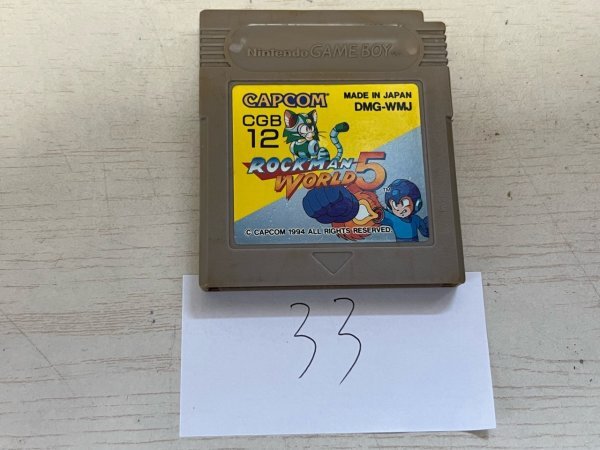 Nintendo GAME BOY
CAPCOM
MADE IN JAPAN
DMG-WMJ
CGB
12
ROCKMAN
WORLD 5
TM
© CAPCOM 1994 ALL RIGHTS RESERVED
33